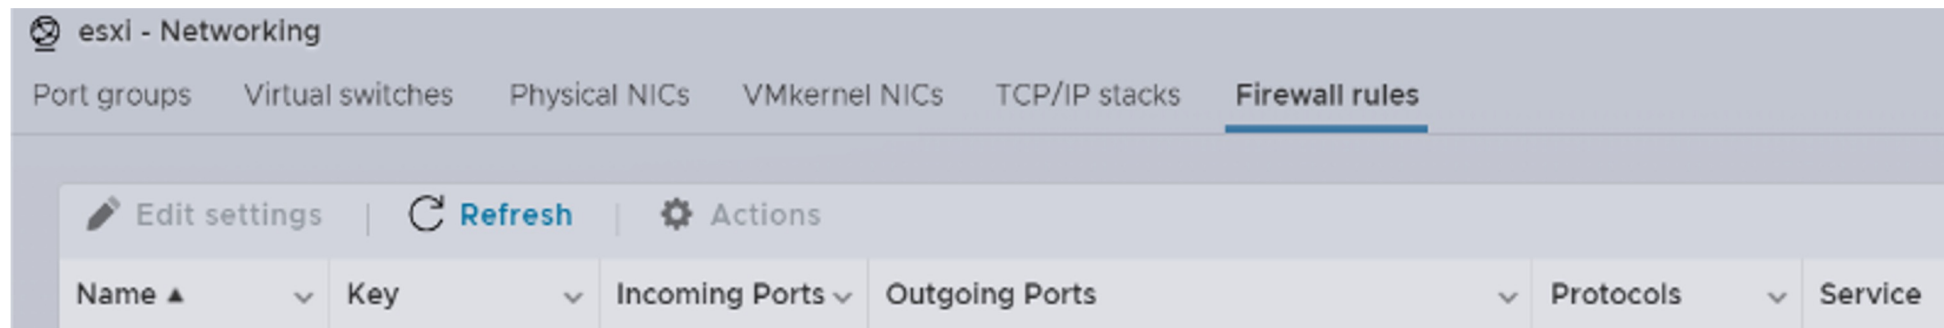 esxi - Networking
Port groups Virtual switches Physical NICs VMkernel NICs TCP/IP stacks Firewall rules
Edit settings | Refresh | Actions
Name Key Incoming Ports Outgoing Ports Protocols Service